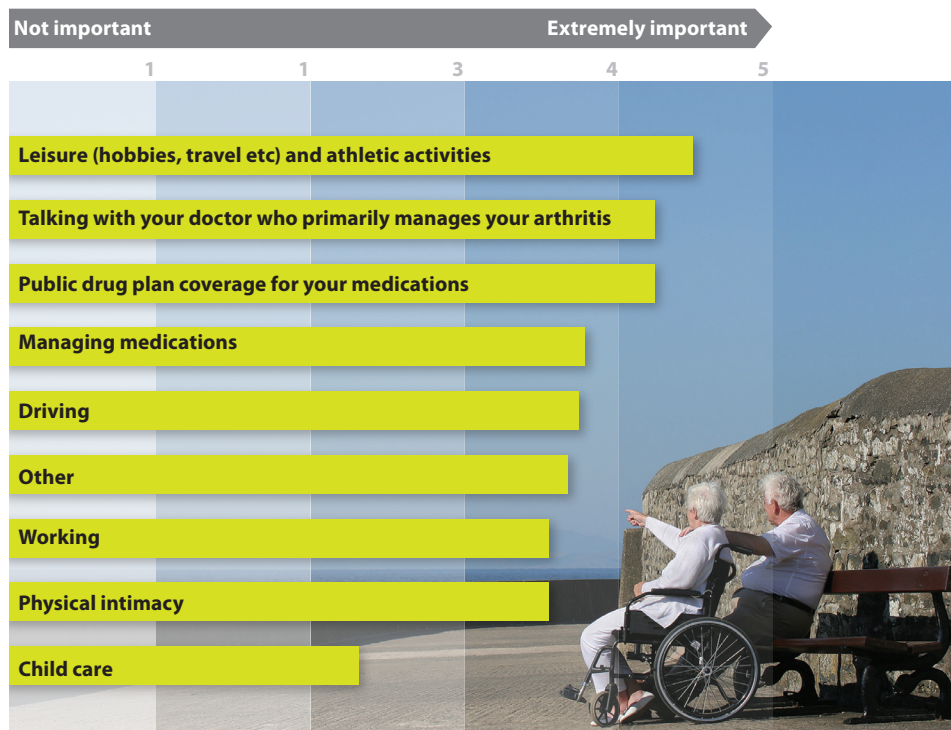 Not important Extremely important
1 1 3 4 5
Leisure (hobbies, travel etc) and athletic activities
Talking with your doctor who primarily manages your arthritis
Public drug plan coverage for your medications
Managing medications
Driving
Other
Working
Physical intimacy
Child care